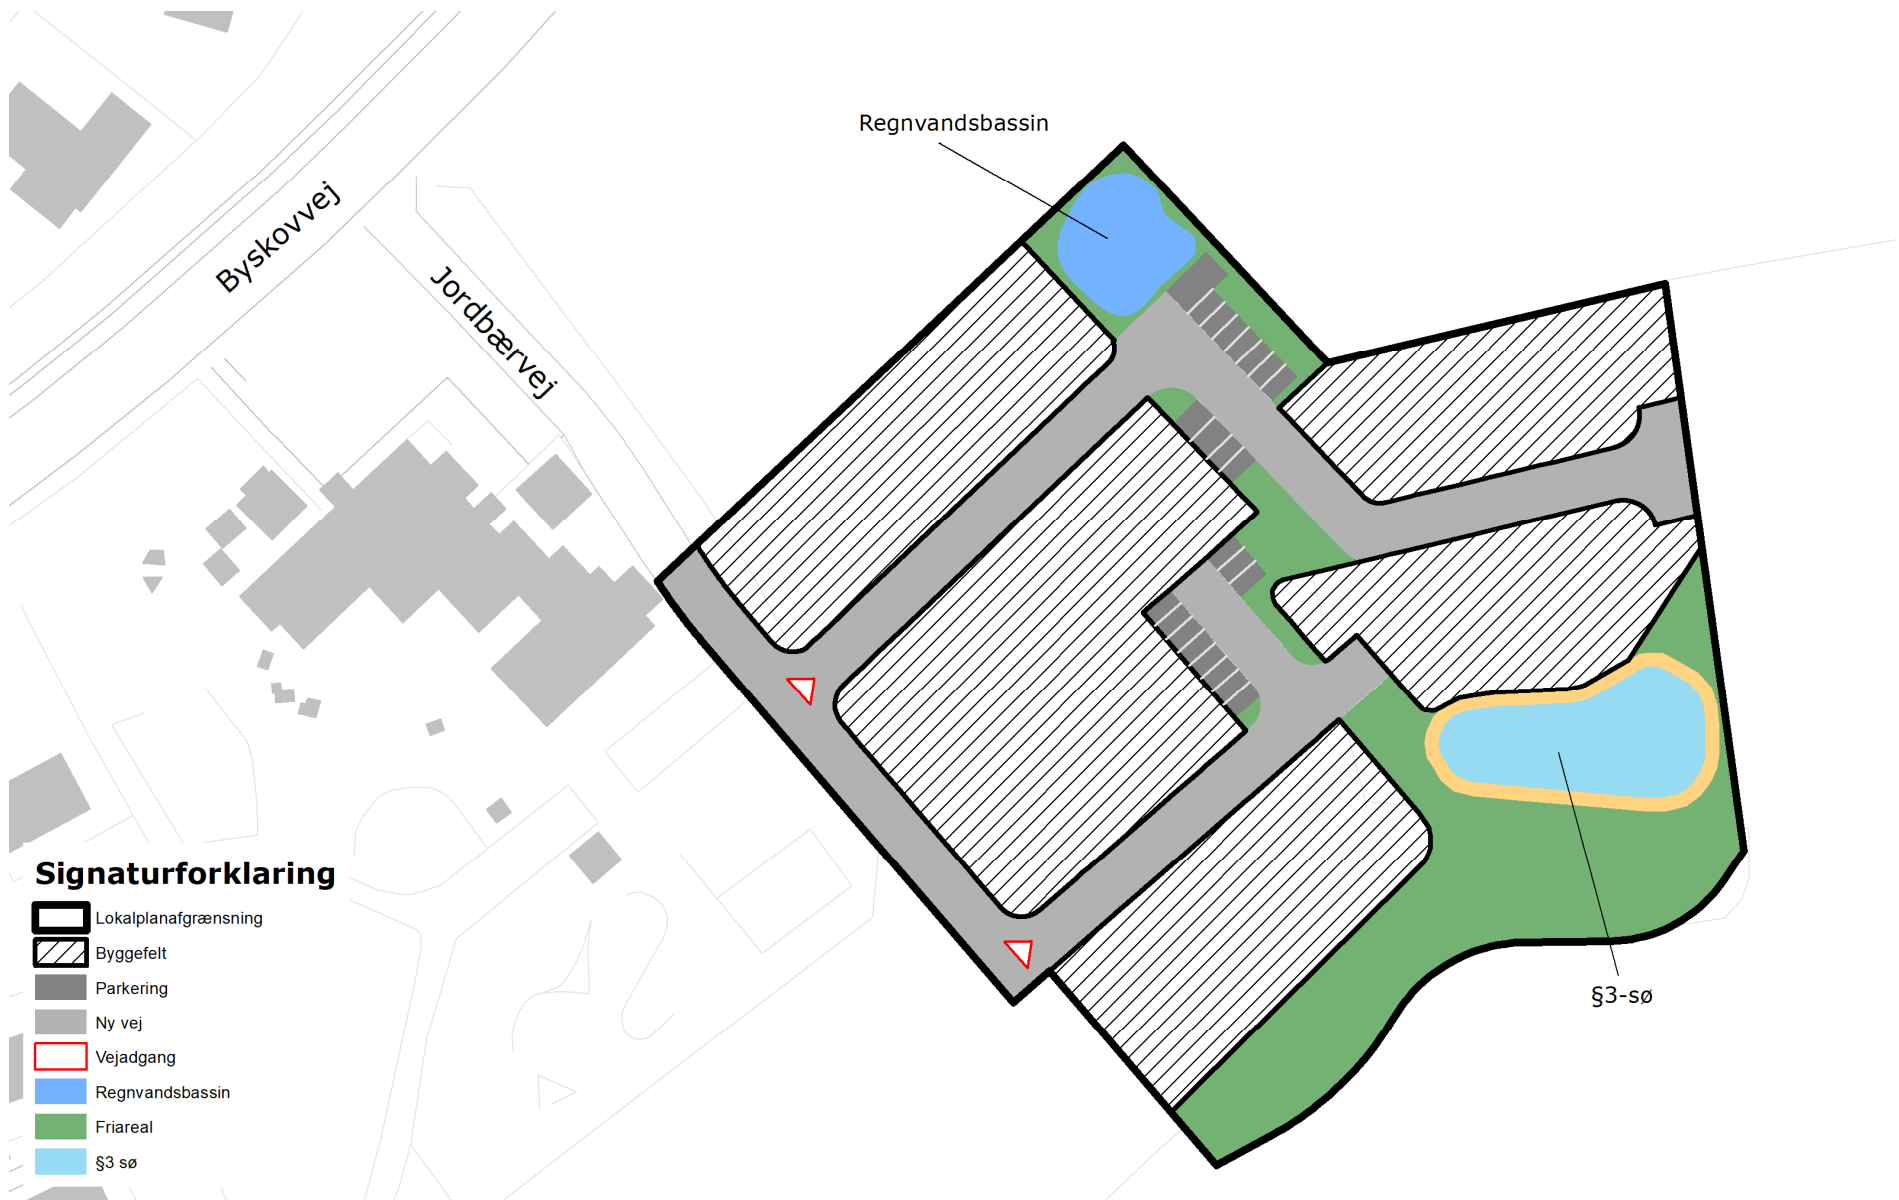 Regnvandsbassin
Byskovvej
Jordbærvej
§3-sø
Signaturforklaring
Lokalplanafgrænsning
Byggefelt
Parkering
Ny vej
Vejadgang
Regnvandsbassin
Friareal
§3 sø